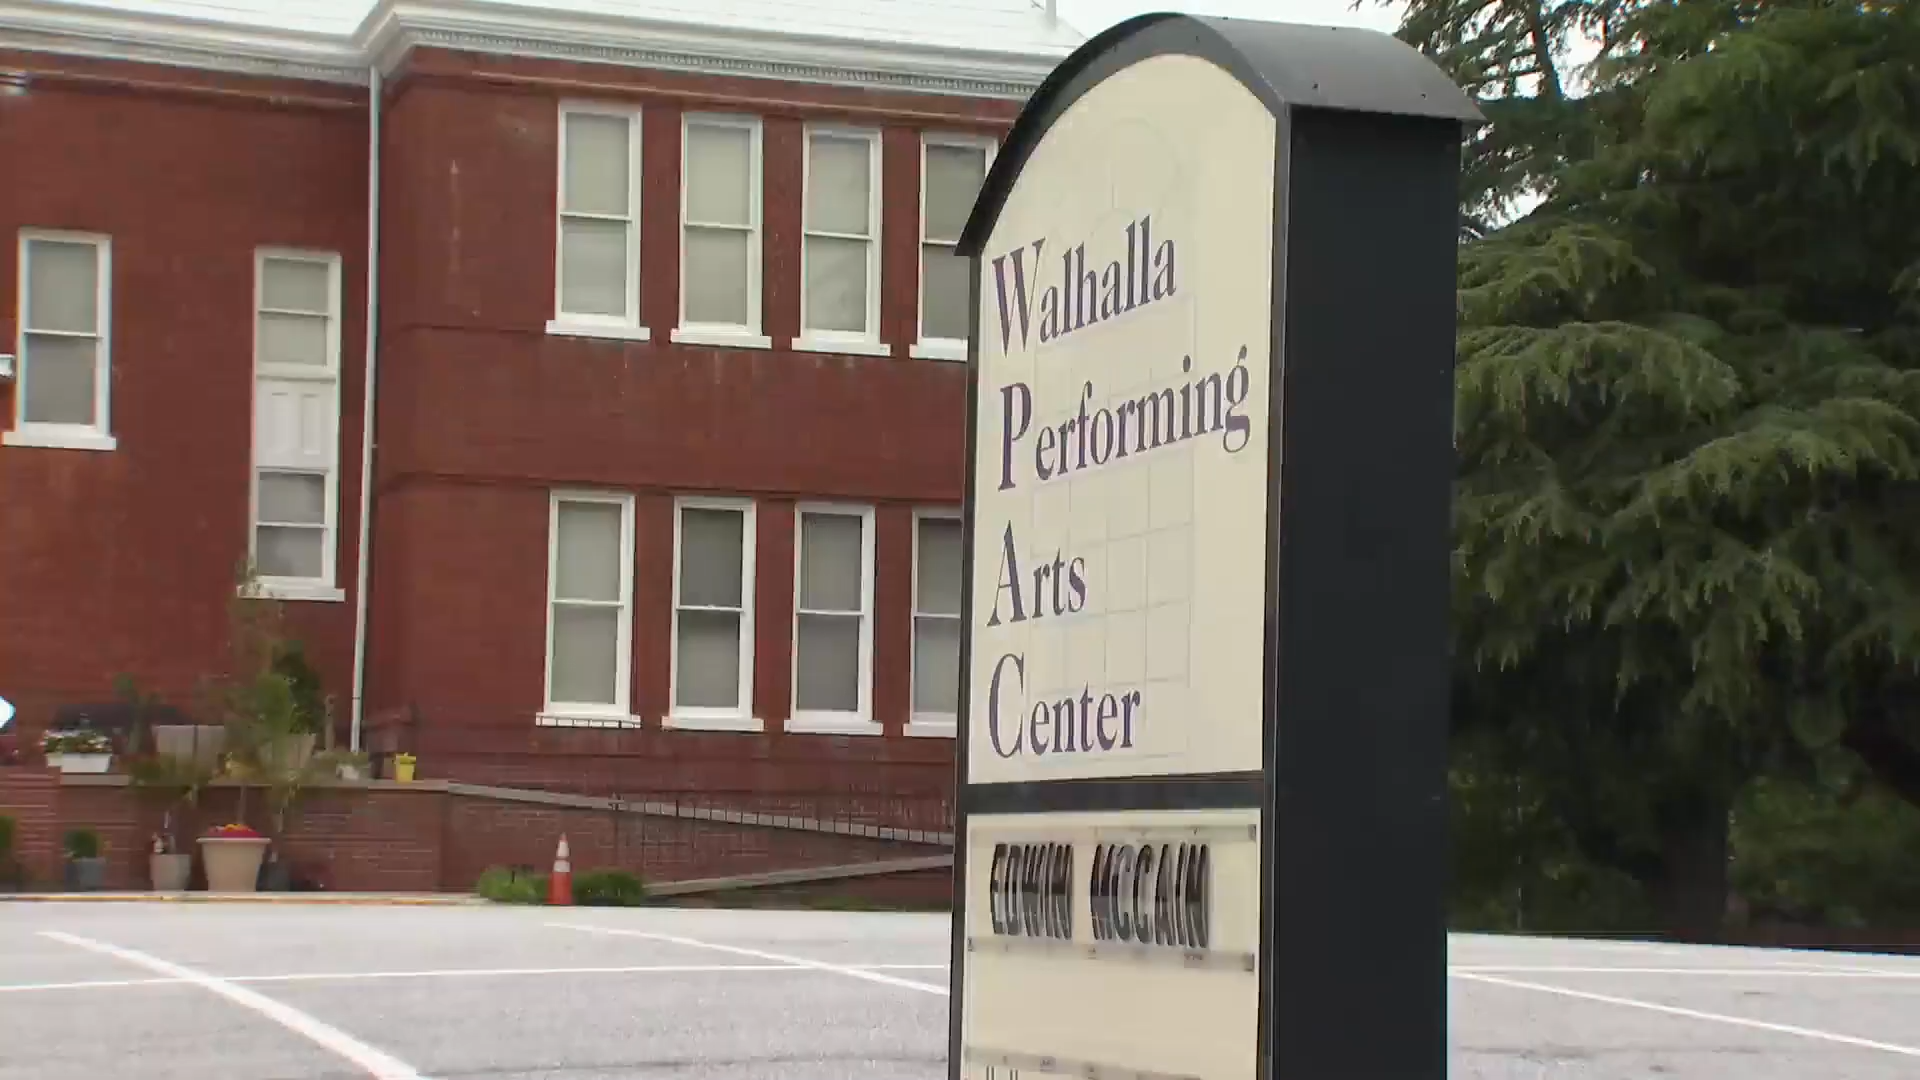 Walhalla
Performing
Arts
Center
EDWIN MCCAIN